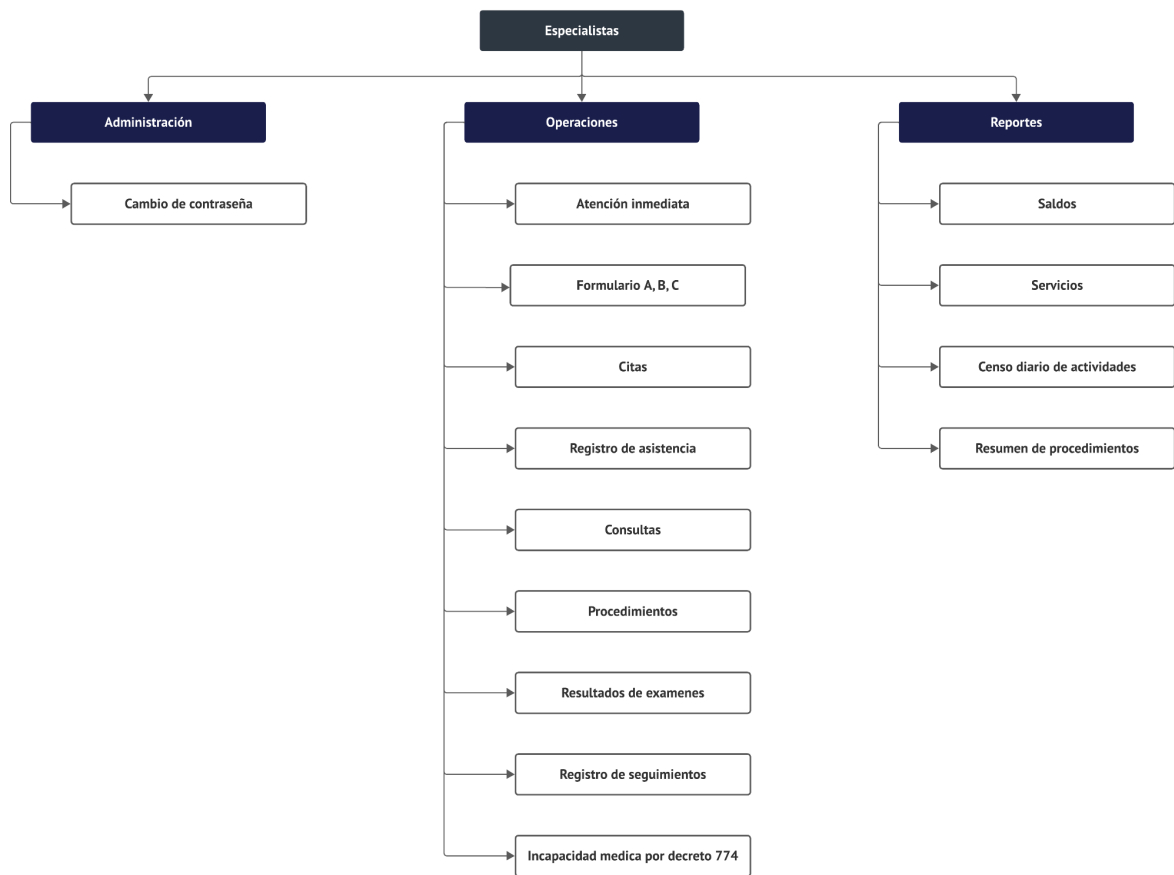 Especialistas
Administración
Operaciones
Reportes
Cambio de contraseña
Atención inmediata
Saldos
Formulario A, B, C
Servicios
Citas
Censo diario de actividades
Registro de asistencia
Resumen de procedimientos
Consultas
Procedimientos
Resultados de examenes
Registro de seguimientos
Incapacidad medica por decreto 774